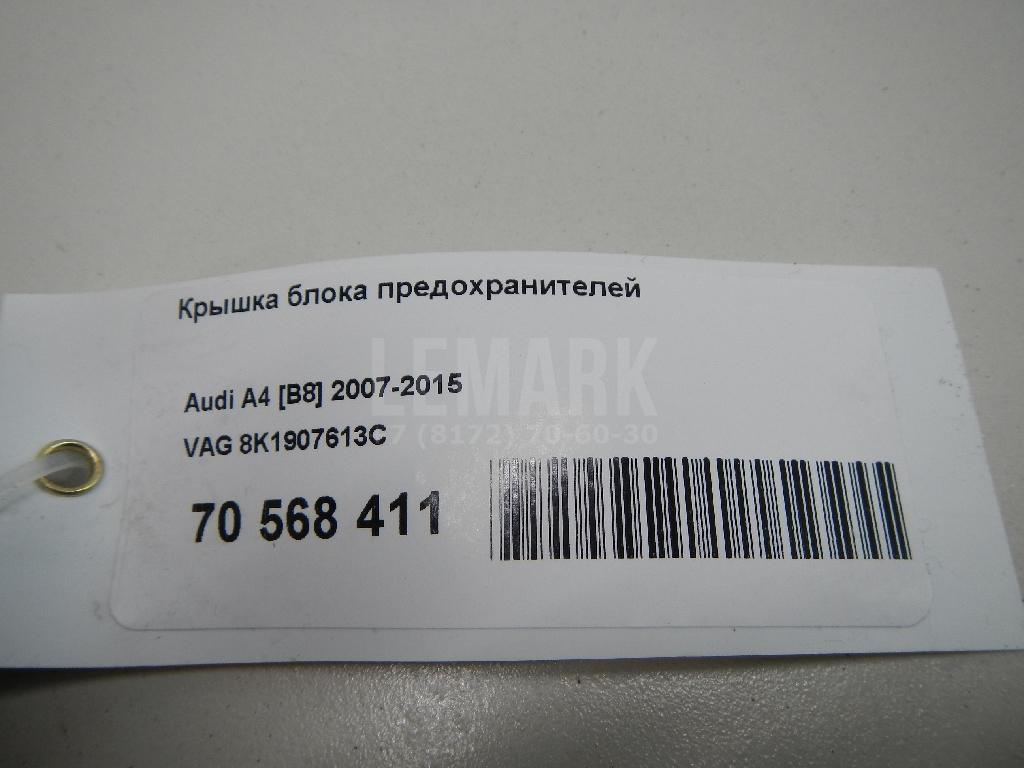 Крышка блока предохранителей
LEMARK
Audi A4 [B8] 2007-2015
+7 (8172) 70-60-30
VAG 8K1907613C
70 568 411